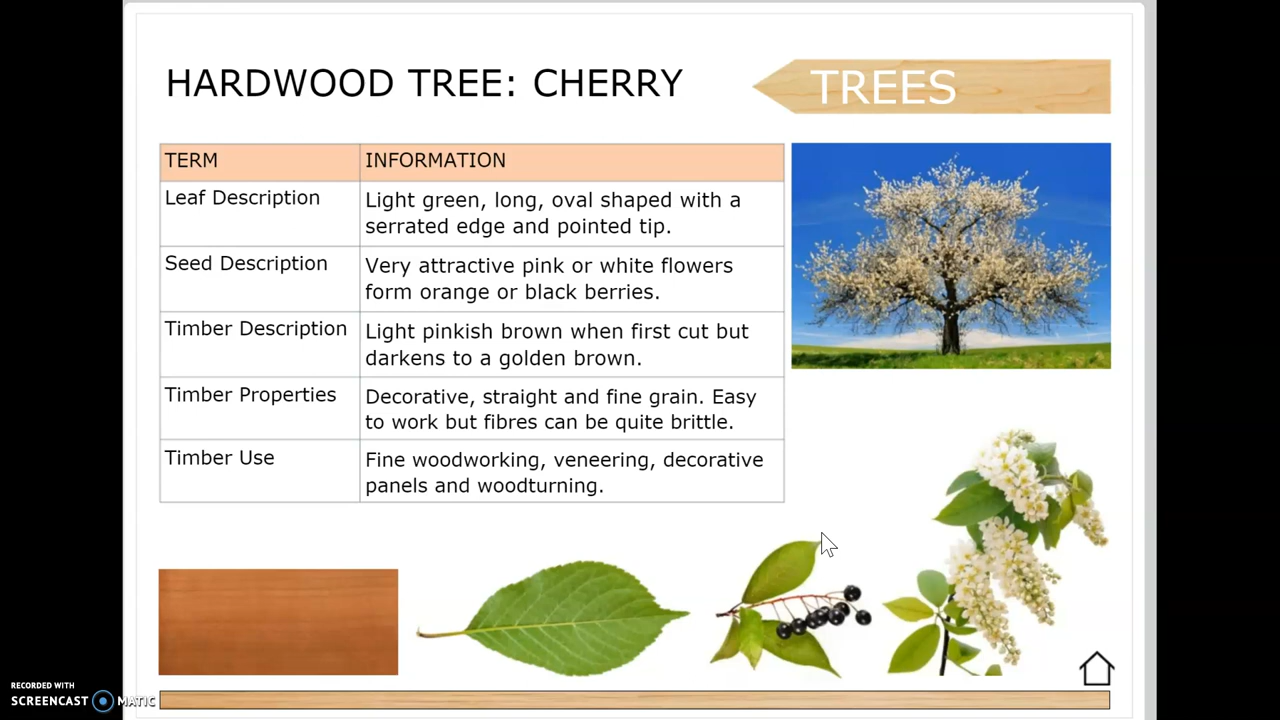 HARDWOOD TREE: CHERRY
TREES
TERM INFORMATION
Leaf Description Light green, long, oval shaped with a
serrated edge and pointed tip.
Seed Description Very attractive pink or white flowers
form orange or black berries.
Timber Description Light pinkish brown when first cut but
darkens to a golden brown.
Timber Properties Decorative, straight and fine grain. Easy
to work but fibres can be quite brittle.
Timber Use Fine woodworking, veneering, decorative
panels and woodturning.
RECORDED WITH
SCREENCAST MATIC